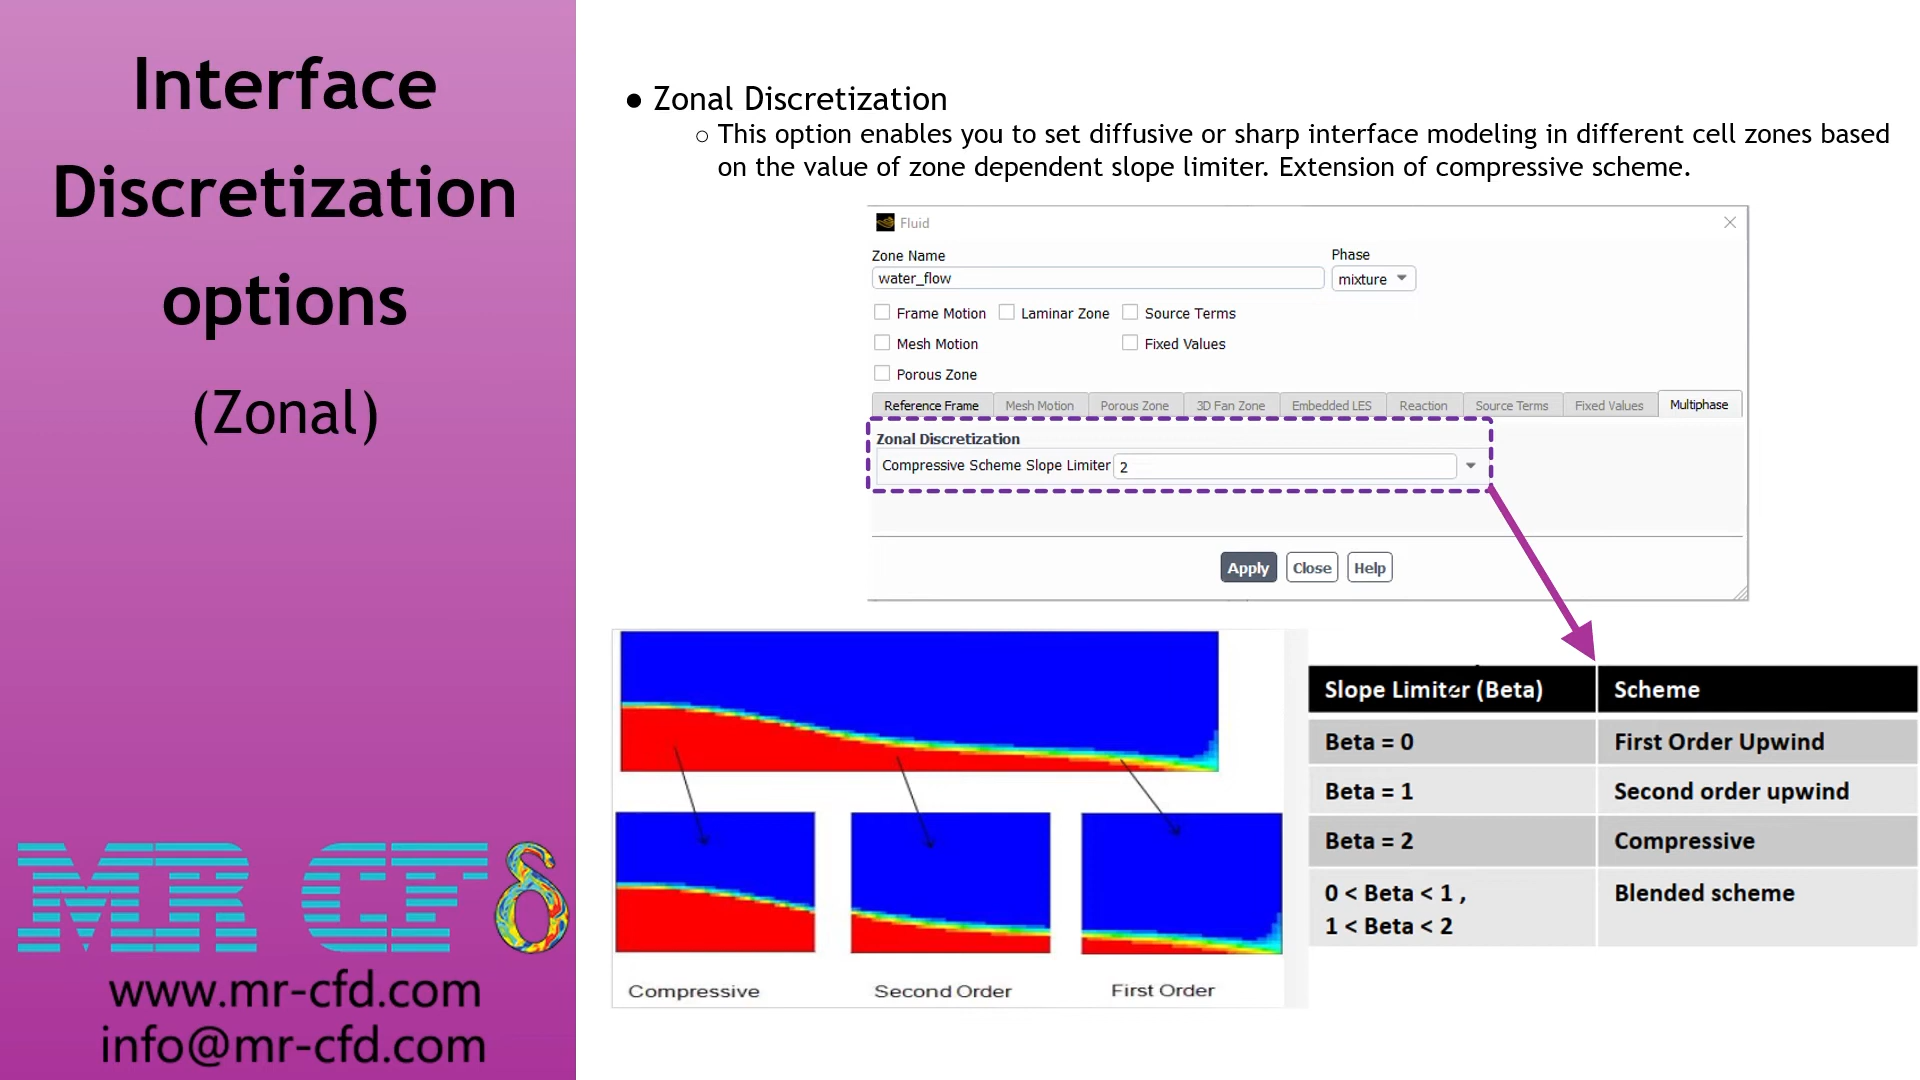 Interface
Discretization
options
(Zonal)
MR CFδ
www.mr-cfd.com
info@mr-cfd.com
● Zonal Discretization
○ This option enables you to set diffusive or sharp interface modeling in different cell zones based
on the value of zone dependent slope limiter. Extension of compressive scheme.
Fluid
Zone Name
Phase
water_flow
mixture
Frame Motion Laminar Zone Source Terms
Mesh Motion Fixed Values
Porous Zone
Reference Frame Mesh Motion Porous Zone 3D Fan Zone Embedded LES Reaction Source Terms Fixed Values Multiphase
Zonal Discretization
Compressive Scheme Slope Limiter 2
Apply Close Help
Compressive Second Order First Order
Slope Limiter (Beta) Scheme
Beta = 0 First Order Upwind
Beta = 1 Second order upwind
Beta = 2 Compressive
0 < Beta < 1 , Blended scheme
1 < Beta < 2